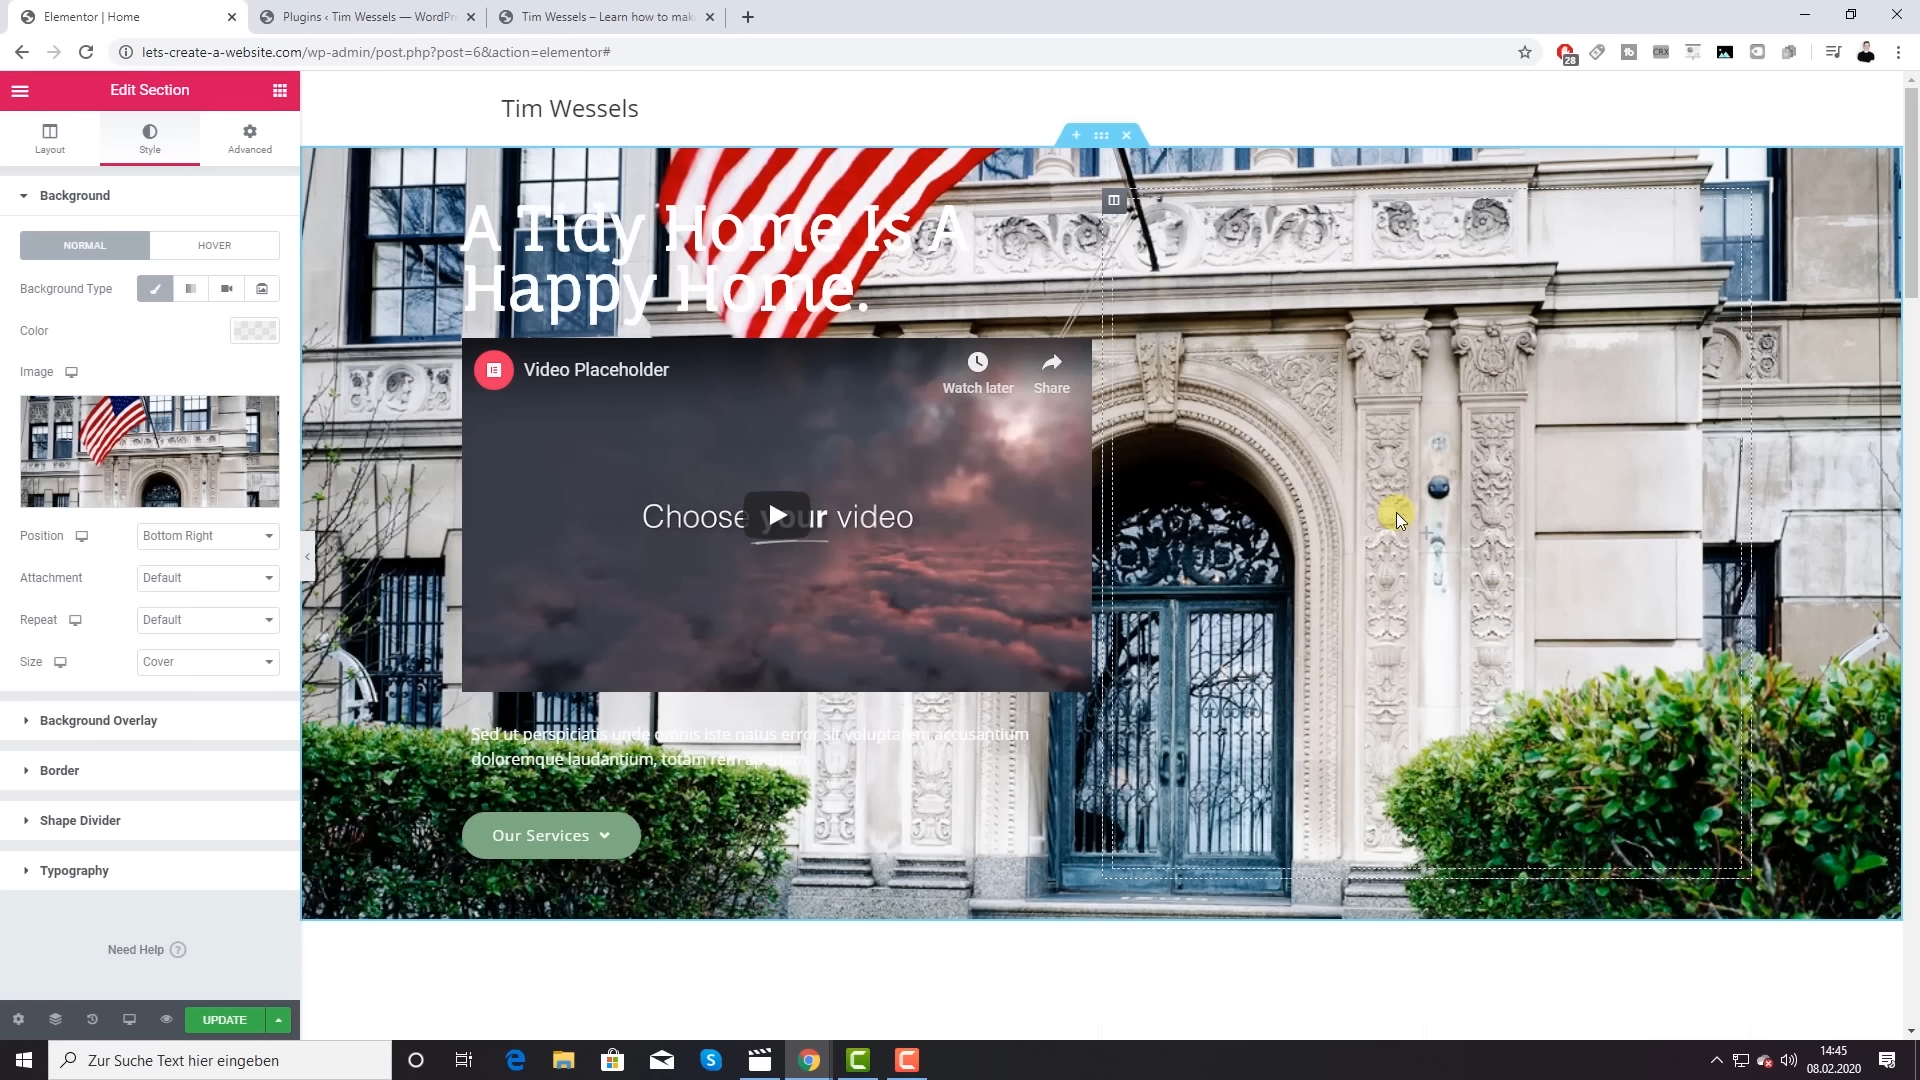 Elementor | Home
Plugins ‹ Tim Wessels — WordPr
Tim Wessels – Learn how to mak
lets-create-a-website.com/wp-admin/post.php?post=6&action=elementor#
28
CRX
Edit Section
Layout
Style
Advanced
Background
NORMAL
HOVER
Background Type
Color
Image
Position
Bottom Right
Attachment
Default
Repeat
Default
Size
Cover
Background Overlay
Border
Shape Divider
Typography
Need Help ?
UPDATE
Tim Wessels
A Tidy Home Is A
Happy Home.
Video Placeholder
Watch later
Share
Choose your video
Sed ut perspiciatis unde omnis iste natus error sit voluptatem accusantium
doloremque laudantium, totam rem aperiam
Our Services
Zur Suche Text hier eingeben
14:45
08.02.2020